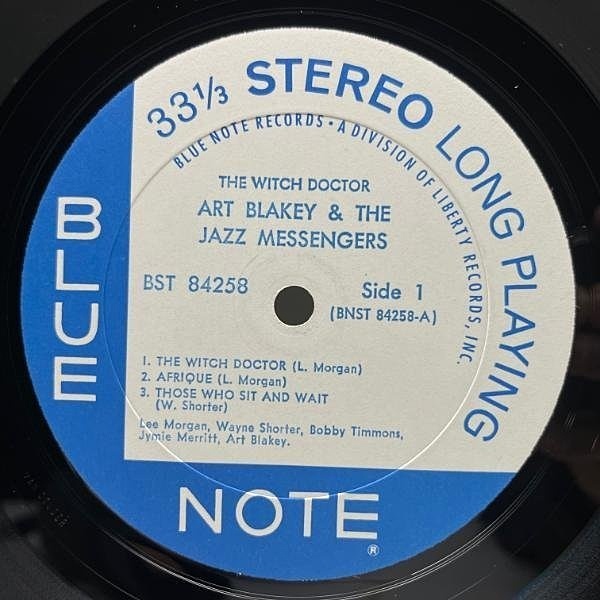 33⅓ STEREO LONG PLAYING
BLUE NOTE RECORDS • A DIVISION OF LIBERTY RECORDS, INC.
THE WITCH DOCTOR
ART BLAKEY & THE
JAZZ MESSENGERS
BST 84258
Side 1
(BNST 84258-A)
1. THE WITCH DOCTOR (L. Morgan)
2. AFRIQUE (L. Morgan)
3. THOSE WHO SIT AND WAIT
(W. Shorter)
Lee Morgan, Wayne Shorter, Bobby Timmons,
Jymie Merritt, Art Blakey.
BLUE
NOTE®